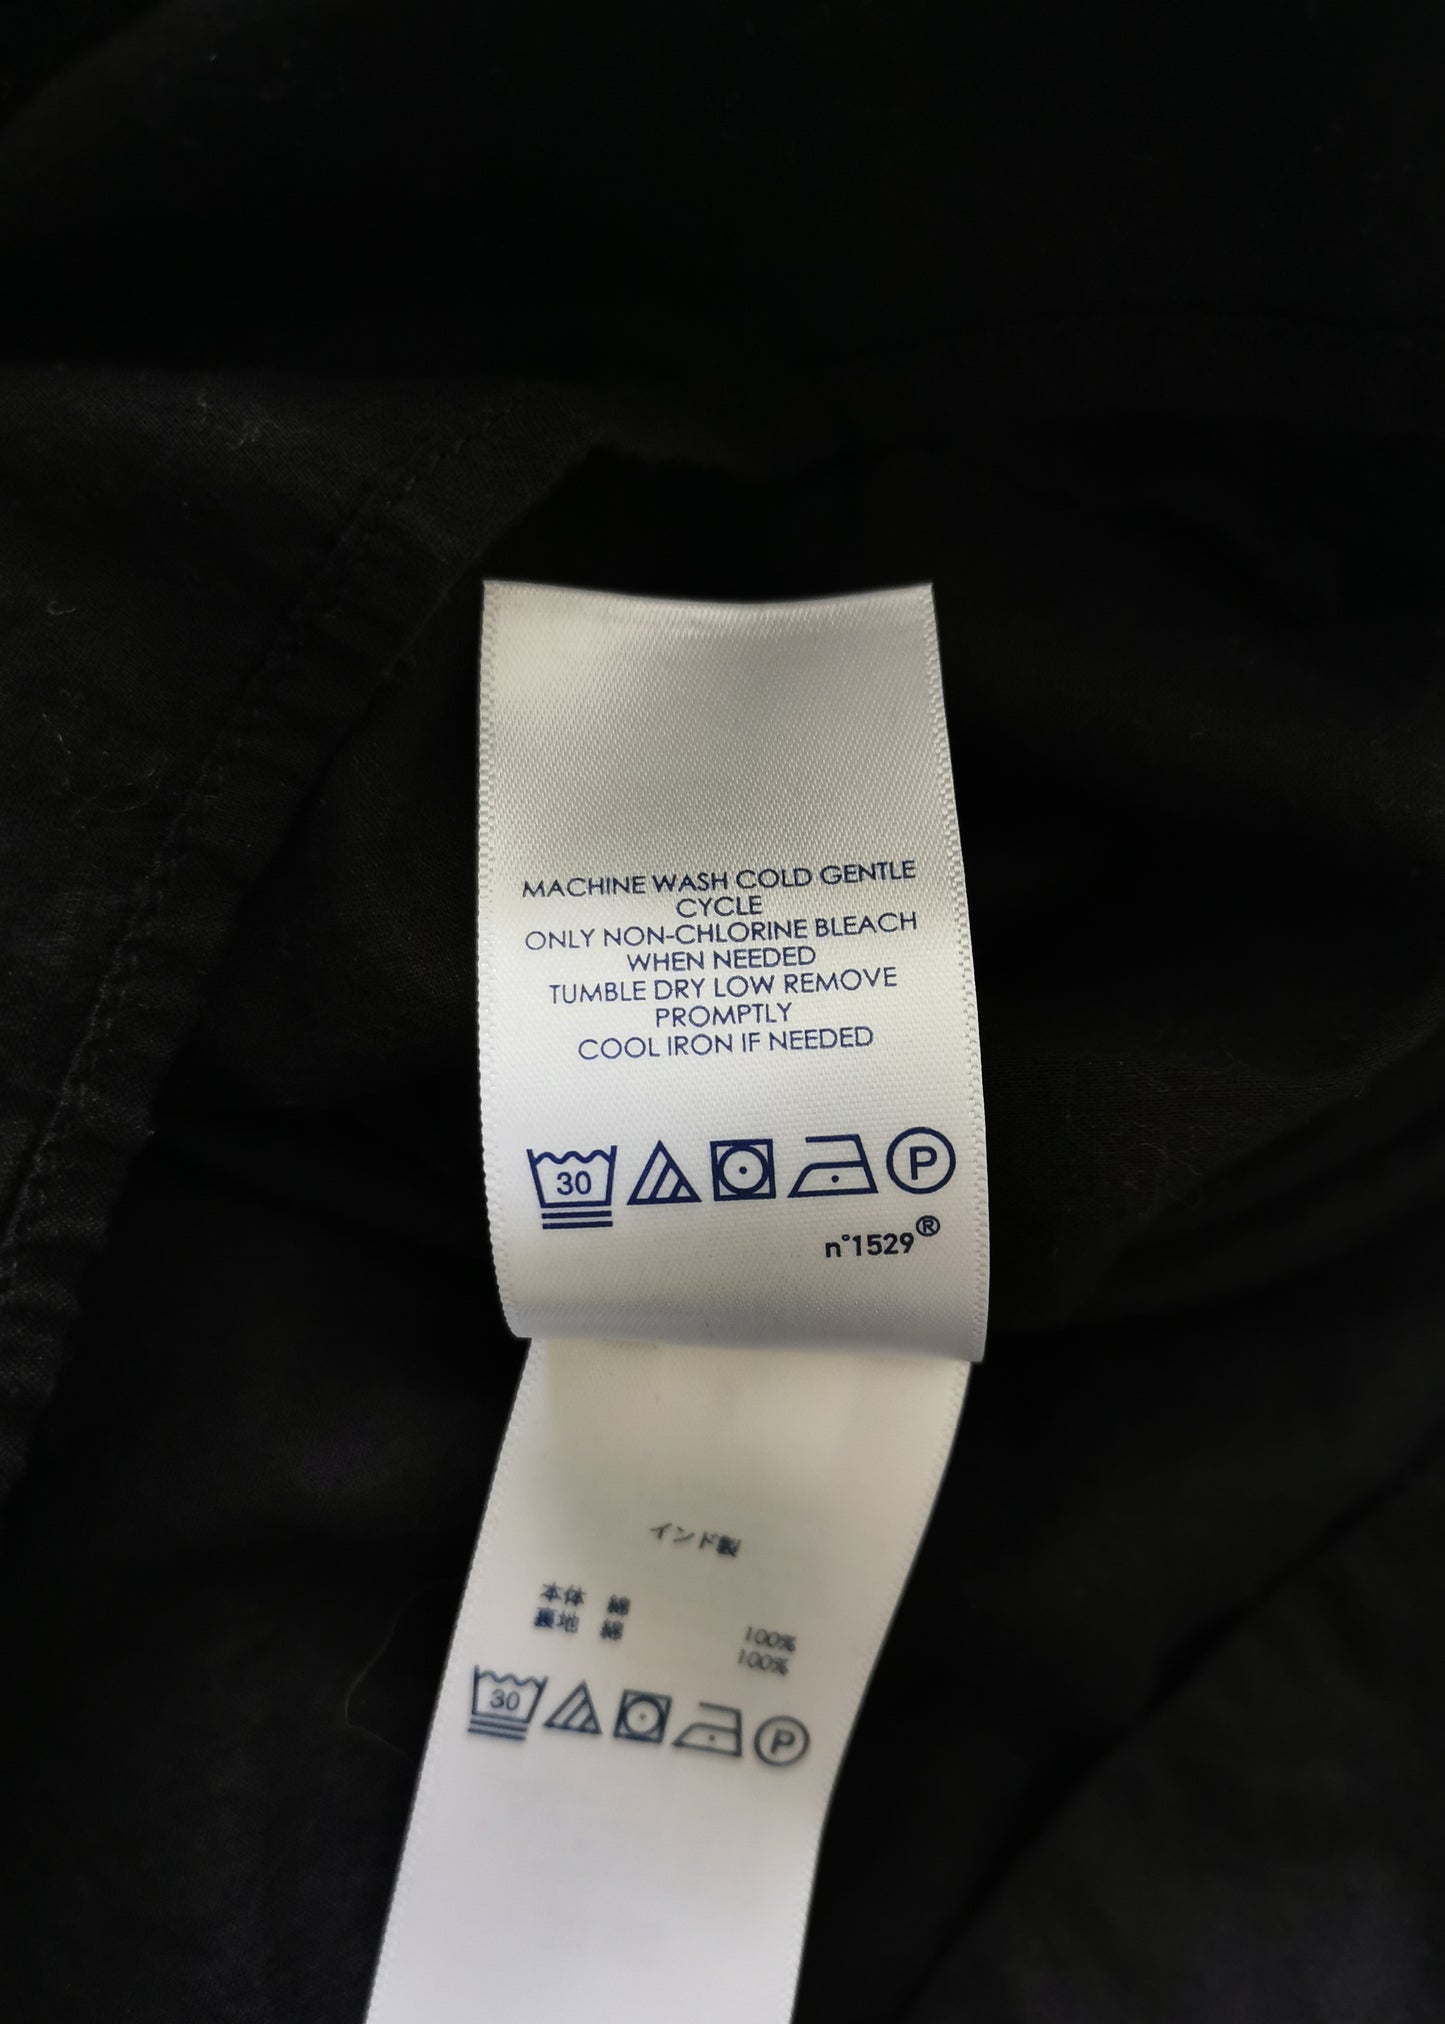 MACHINE WASH COLD GENTLE
CYCLE
ONLY NON-CHLORINE BLEACH
WHEN NEEDED
TUMBLE DRY LOW REMOVE
PROMPTLY
COOL IRON IF NEEDED
30 P
n°1529®
インド製
本体 綿 100%
裏地 綿 100%
30 P